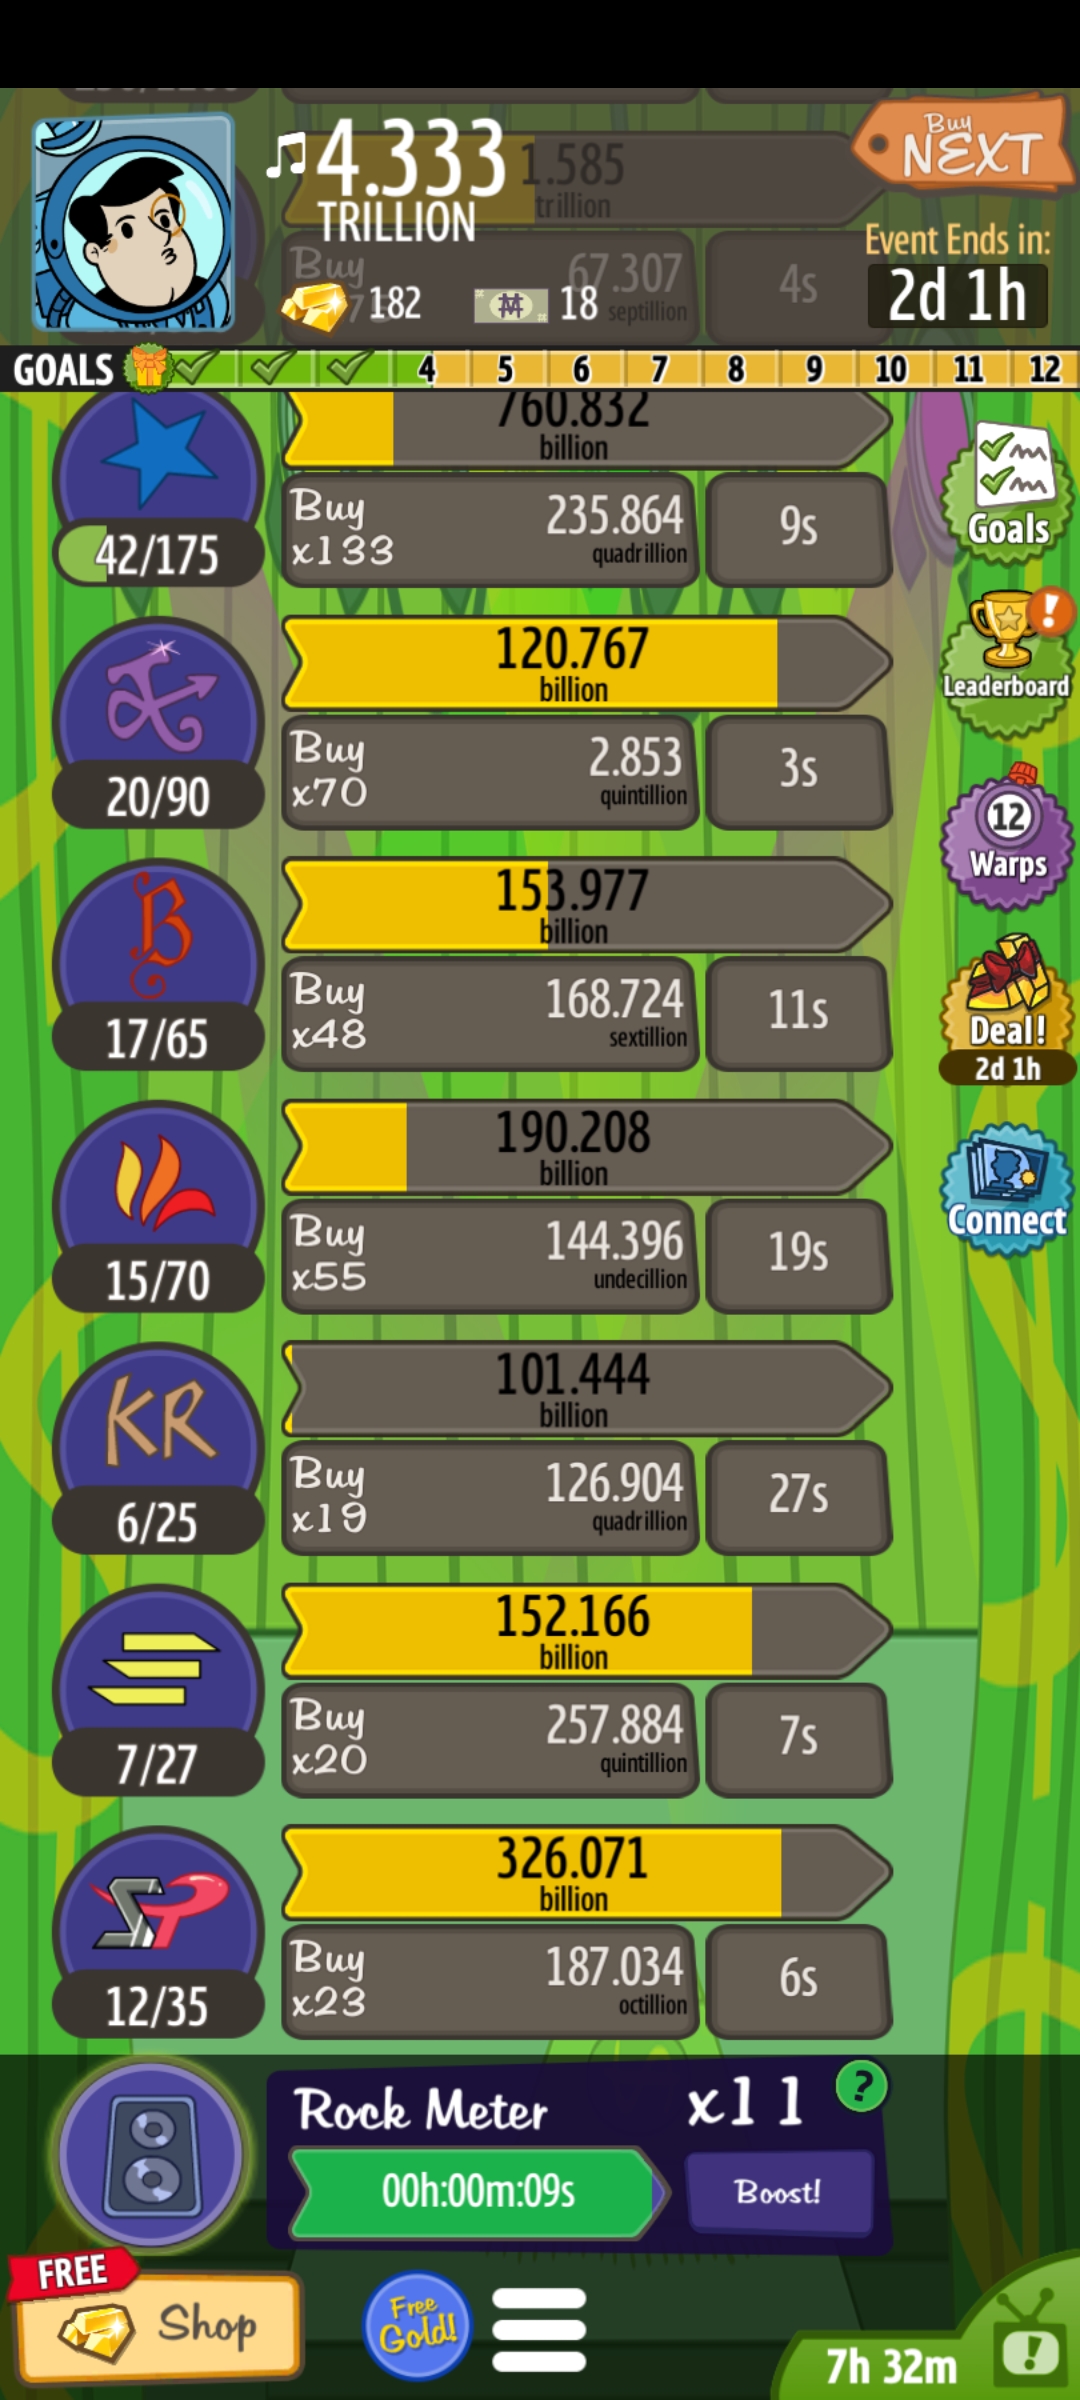 4.333
TRILLION
1.585
trillion
Buy
NEXT
Event Ends in:
2d 1h
Buy
67.307
septillion
4s
182
18
GOALS 4 5 6 7 8 9 10 11 12
760.832
billion
42/175
Buy
x133
235.864
quadrillion
9s
Goals
120.767
billion
20/90
Buy
x70
2.853
quintillion
3s
Leaderboard
12
Warps
153.977
billion
B
17/65
Buy
x48
168.724
sextillion
11s
Deal!
2d 1h
190.208
billion
15/70
Buy
x55
144.396
undecillion
19s
Connect
101.444
billion
KR
6/25
Buy
x19
126.904
quadrillion
27s
152.166
billion
7/27
Buy
x20
257.884
quintillion
7s
326.071
billion
12/35
Buy
x23
187.034
octillion
6s
Rock Meter
x11
?
00h:00m:09s
Boost!
FREE
Shop
Free
Gold!
7h 32m